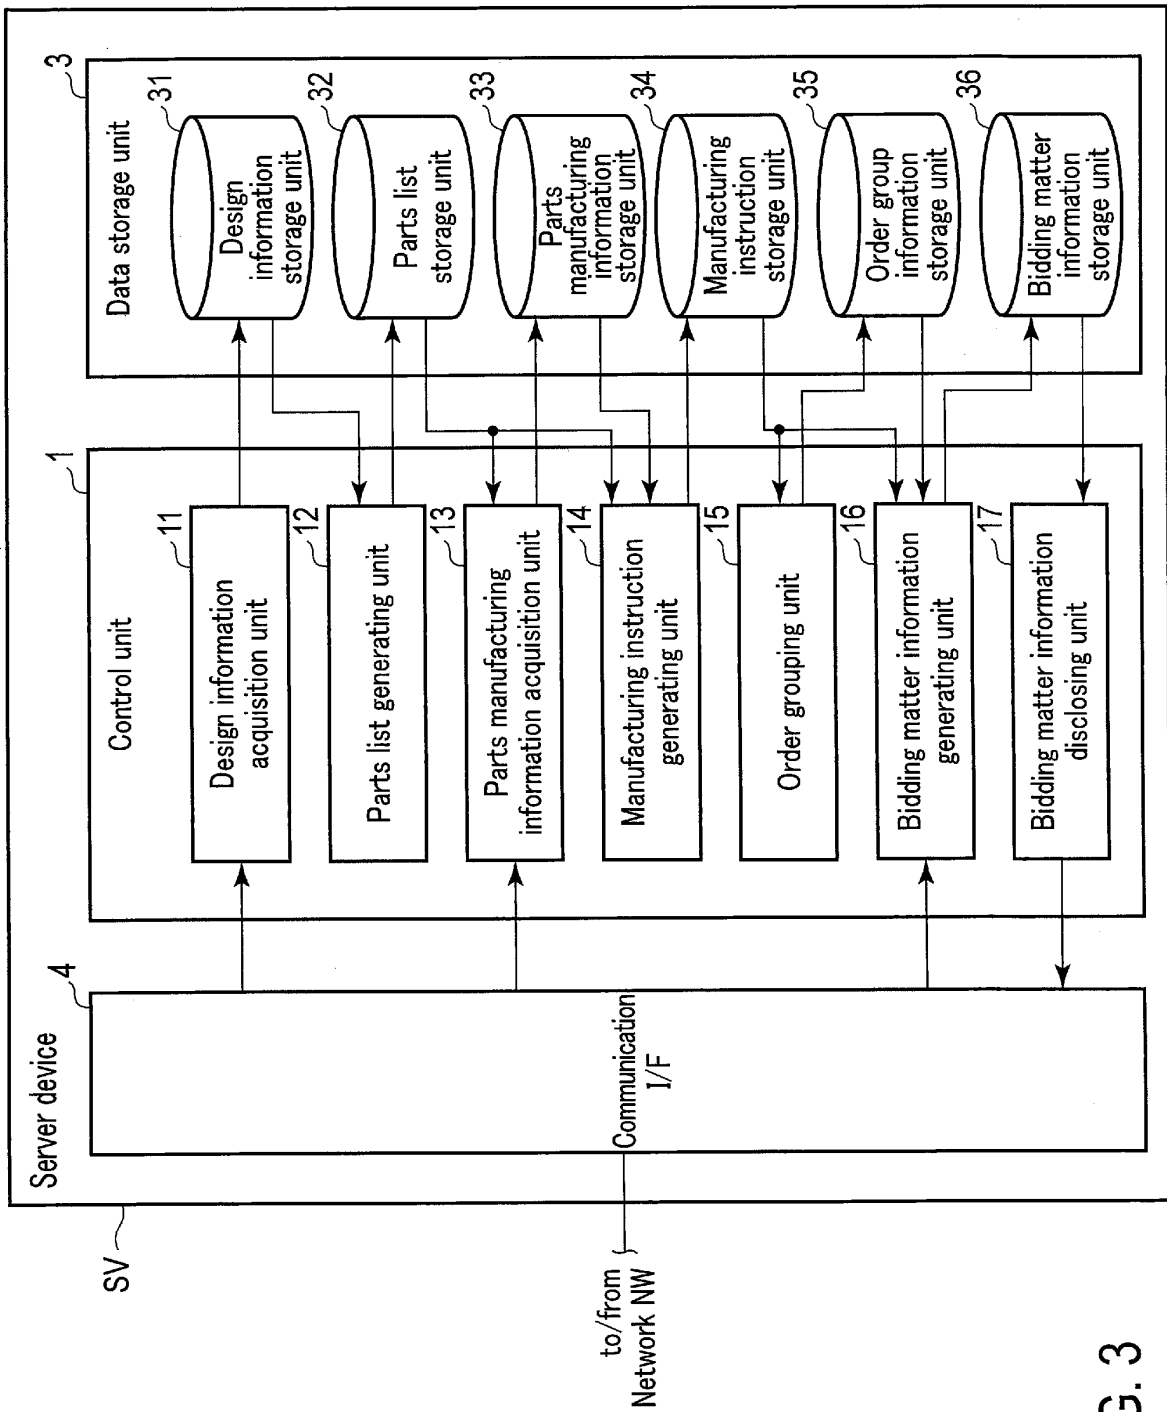 Server device
SV
4
Communication
I/F
to/from
Network NW
Control unit
1
Design information
acquisition unit
11
Parts list generating unit
12
Parts manufacturing
information acquisition unit
13
Manufacturing instruction
generating unit
14
Order grouping unit
15
Bidding matter information
generating unit
16
Bidding matter information
disclosing unit
17
Data storage unit
3
Design
information
storage unit
31
Parts list
storage unit
32
Parts
manufacturing
information
storage unit
33
Manufacturing
instruction
storage unit
34
Order group
information
storage unit
35
Bidding matter
information
storage unit
36
G. 3